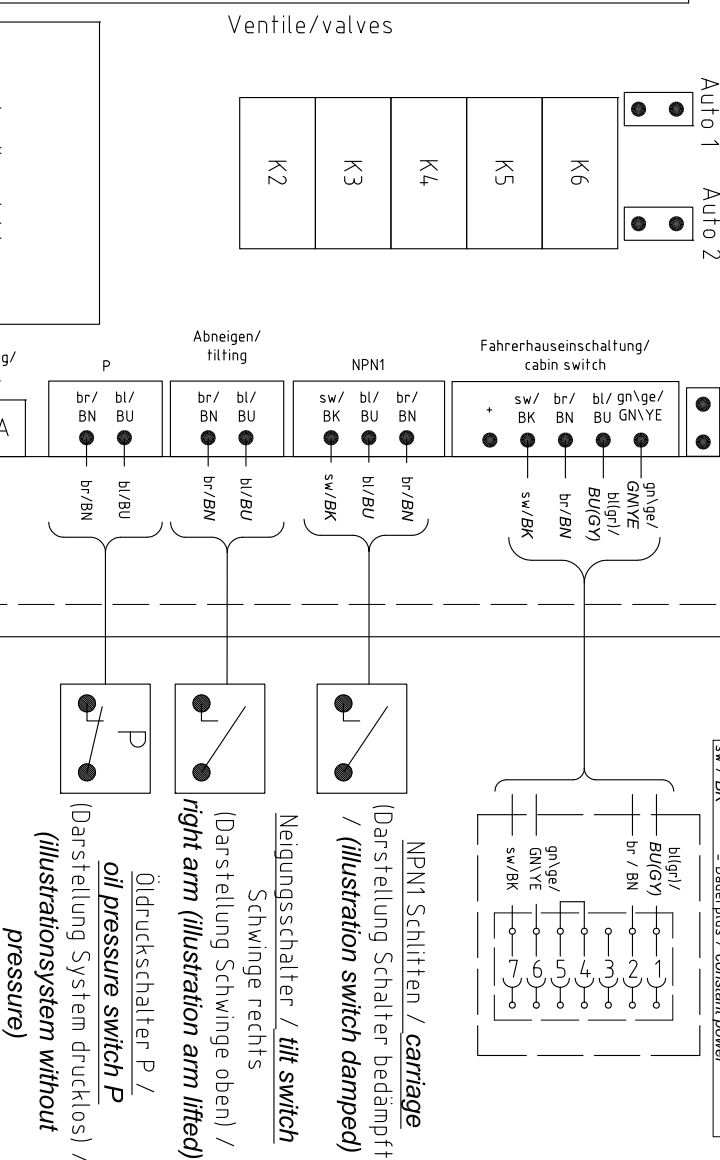 Ventile/valves
Auto 1
Auto 2
K2
K3
K4
K5
K6
g/
A
P
br/ bl/
BN BU
Abneigen/
tilting
br/ bl/
BN BU
NPN1
sw/ bl/ br/
BK BU BN
Fahrerhauseinschaltung/
cabin switch
+ sw/ br/ bl/ gn\ge/
BK BN BU GN\YE
br/BN
bl/BU
br/BN
bl/BU
sw/BK
bl/BU
br/BN
sw/BK
br/BN
bl(gr)/
BU(GY)
gn\ge/
GN\YE
sw / BK
- Dauerplus / constant power
bl(gr)/
BU(GY)
br / BN
gn\ge/
GN\YE
sw/BK
1
2
3
4
5
6
7
NPN1 Schlitten / carriage
(Darstellung Schalter bedämpft
/ (illustration switch damped)
Neigungsschalter / tilt switch
Schwinge rechts
(Darstellung Schwinge oben) /
right arm (illustration arm lifted)
P
Öldruckschalter P /
oil pressure switch P
(Darstellung System drucklos) /
(illustrationsystem without
pressure)